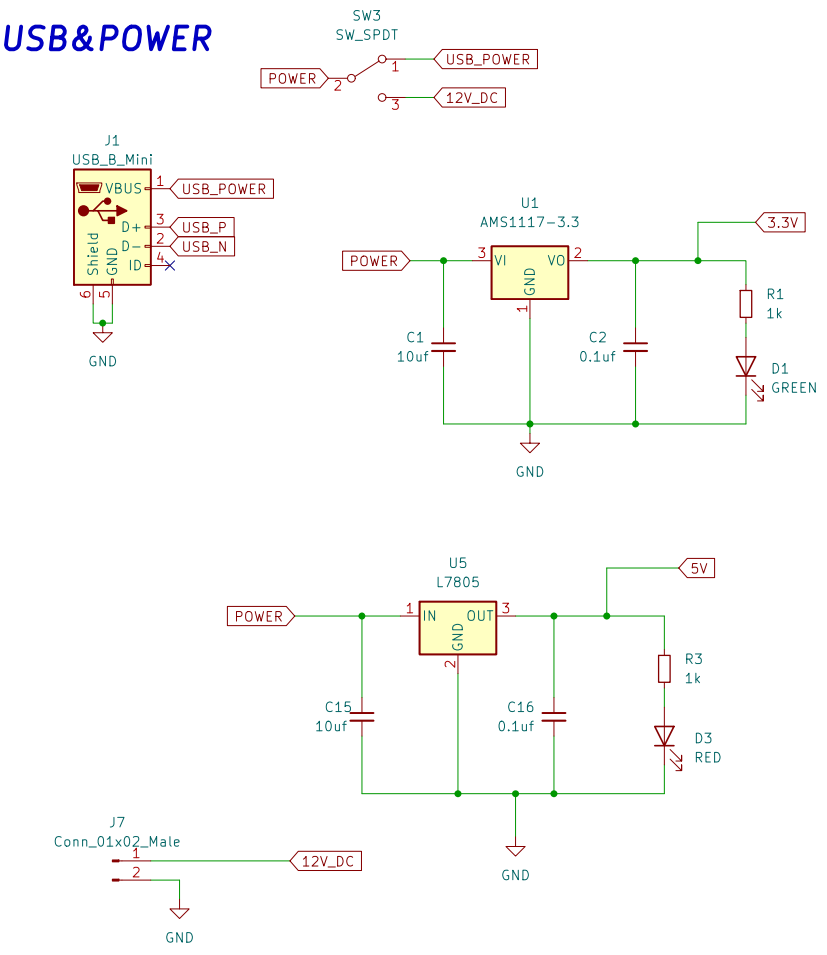 USB&POWER
SW3
SW_SPDT
POWER
2
1
USB_POWER
3
12V_DC
J1
USB_B_Mini
VBUS
1
USB_POWER
D+
3
USB_P
D-
2
USB_N
ID
4
Shield
GND
6
5
GND
U1
AMS1117-3.3
POWER
3
VI
VO
2
GND
1
3.3V
C1
10uf
C2
0.1uf
R1
1k
D1
GREEN
GND
U5
L7805
POWER
1
IN
OUT
3
GND
2
5V
C15
10uf
C16
0.1uf
R3
1k
D3
RED
GND
J7
Conn_01x02_Male
1
12V_DC
2
GND